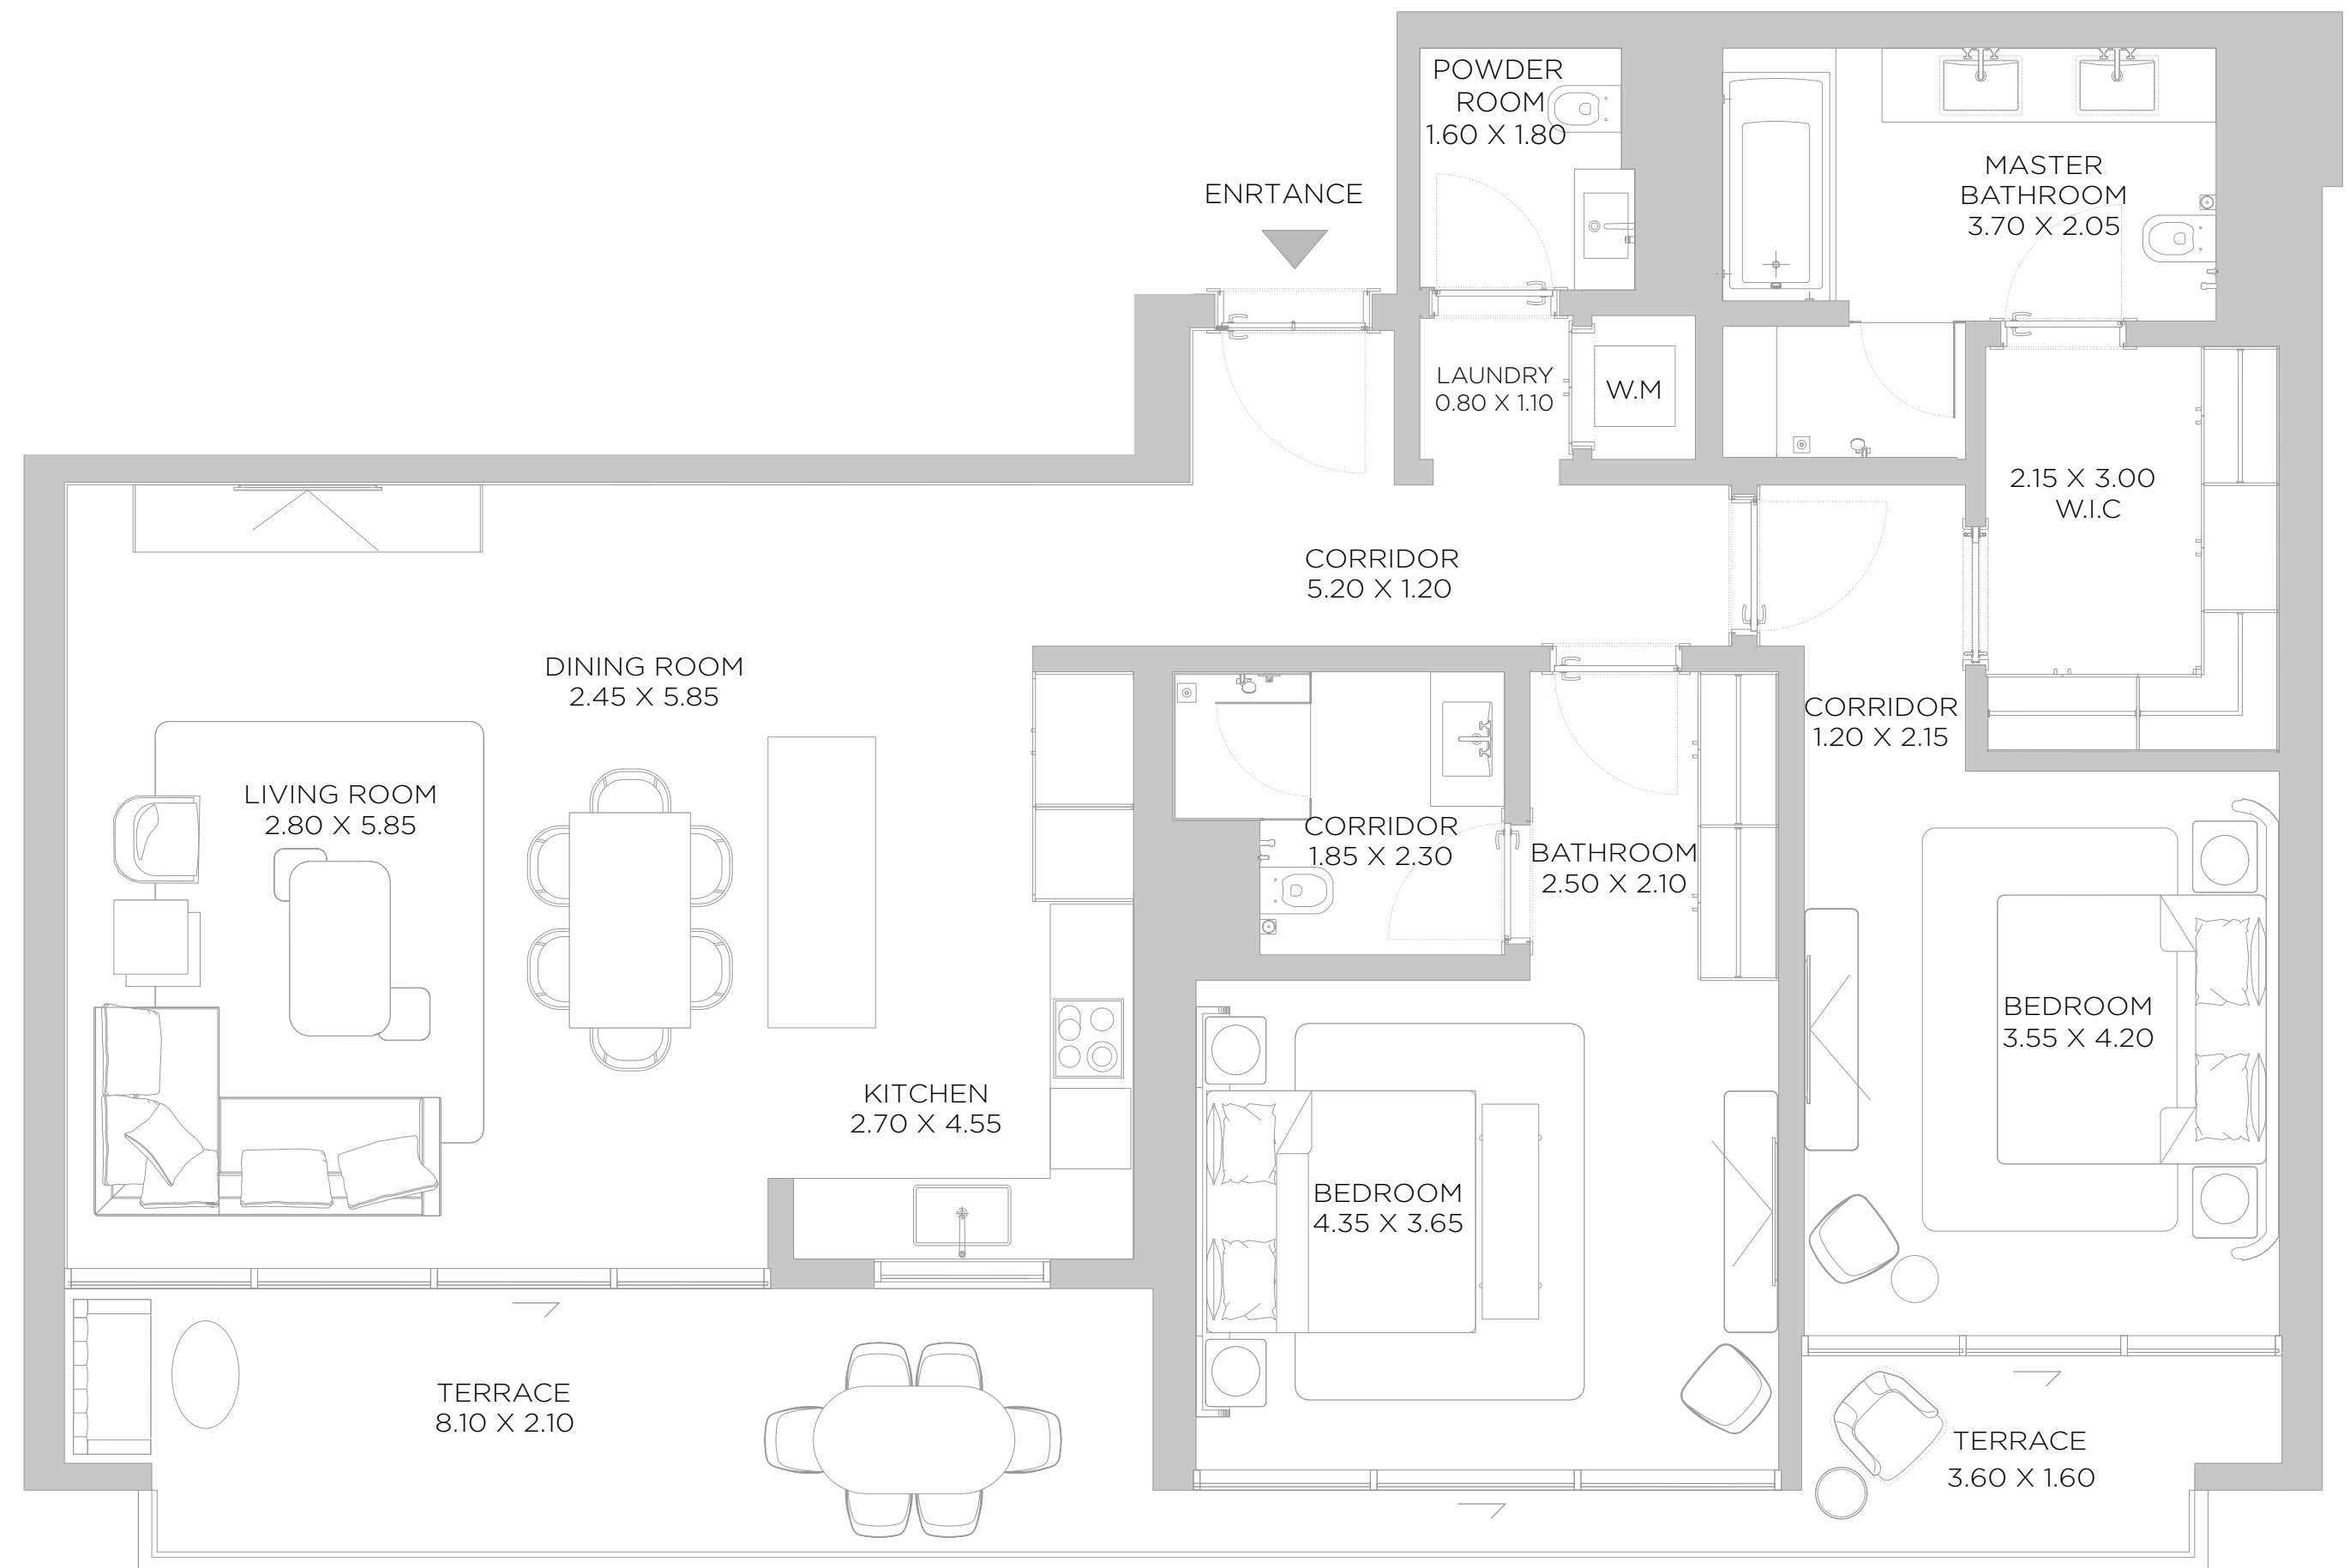 POWDER
ROOM
1.60 X 1.80
ENRTANCE
MASTER
BATHROOM
3.70 X 2.05
LAUNDRY
0.80 X 1.10
W.M
2.15 X 3.00
W.I.C
CORRIDOR
5.20 X 1.20
DINING ROOM
2.45 X 5.85
CORRIDOR
1.20 X 2.15
LIVING ROOM
2.80 X 5.85
CORRIDOR
1.85 X 2.30
BATHROOM
2.50 X 2.10
BEDROOM
3.55 X 4.20
KITCHEN
2.70 X 4.55
BEDROOM
4.35 X 3.65
TERRACE
8.10 X 2.10
TERRACE
3.60 X 1.60